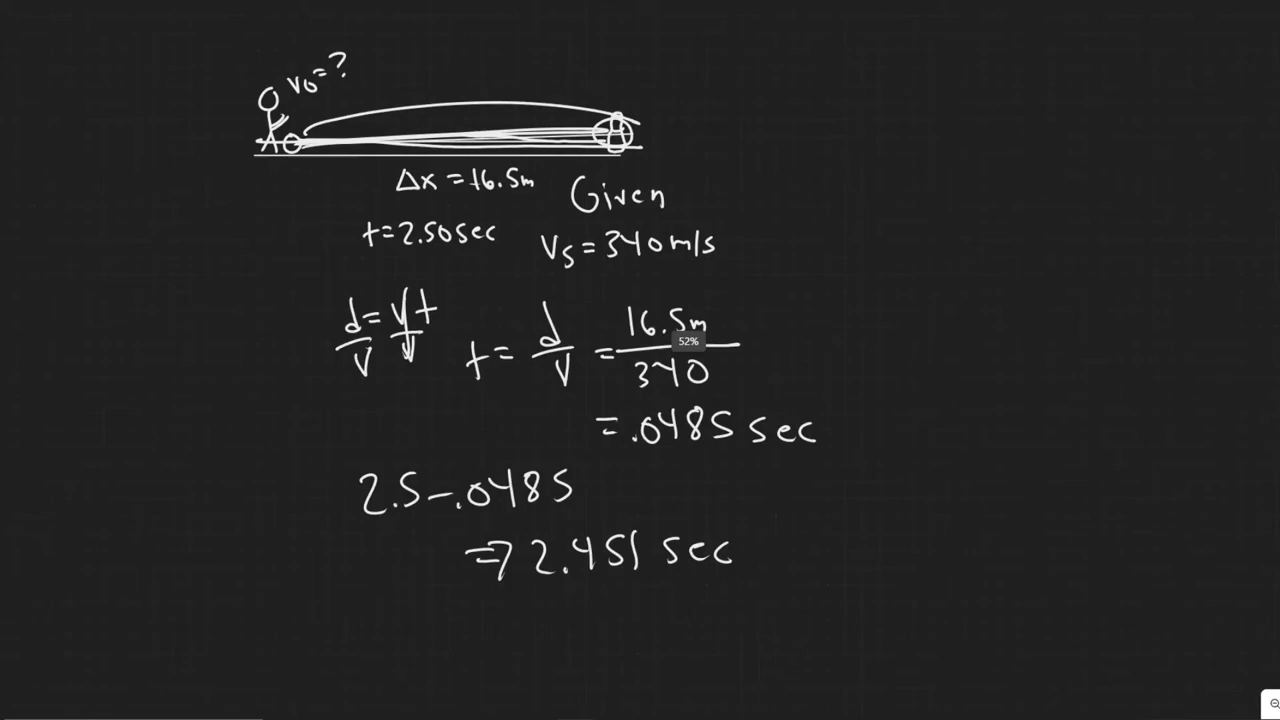 v₀=?
Δx = 16.5m
Given
t=2.50sec
Vs=340m/s
d=Vt
V V
t = d/V = 16.5m/340
52%
= .0485 sec
2.5-.0485
=> 2.451 sec